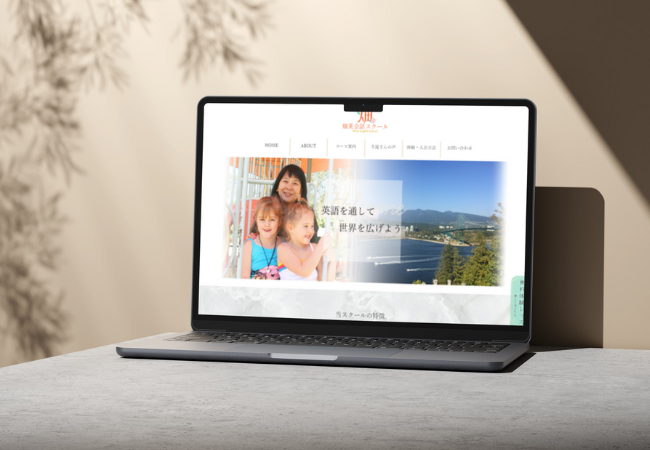 畑
畑英会話スクール
HOME
ABOUT
コース案内
生徒さんの声
体験・入会方法
お問い合わせ
英語を通して
世界を広げよう
当スクールの特徴